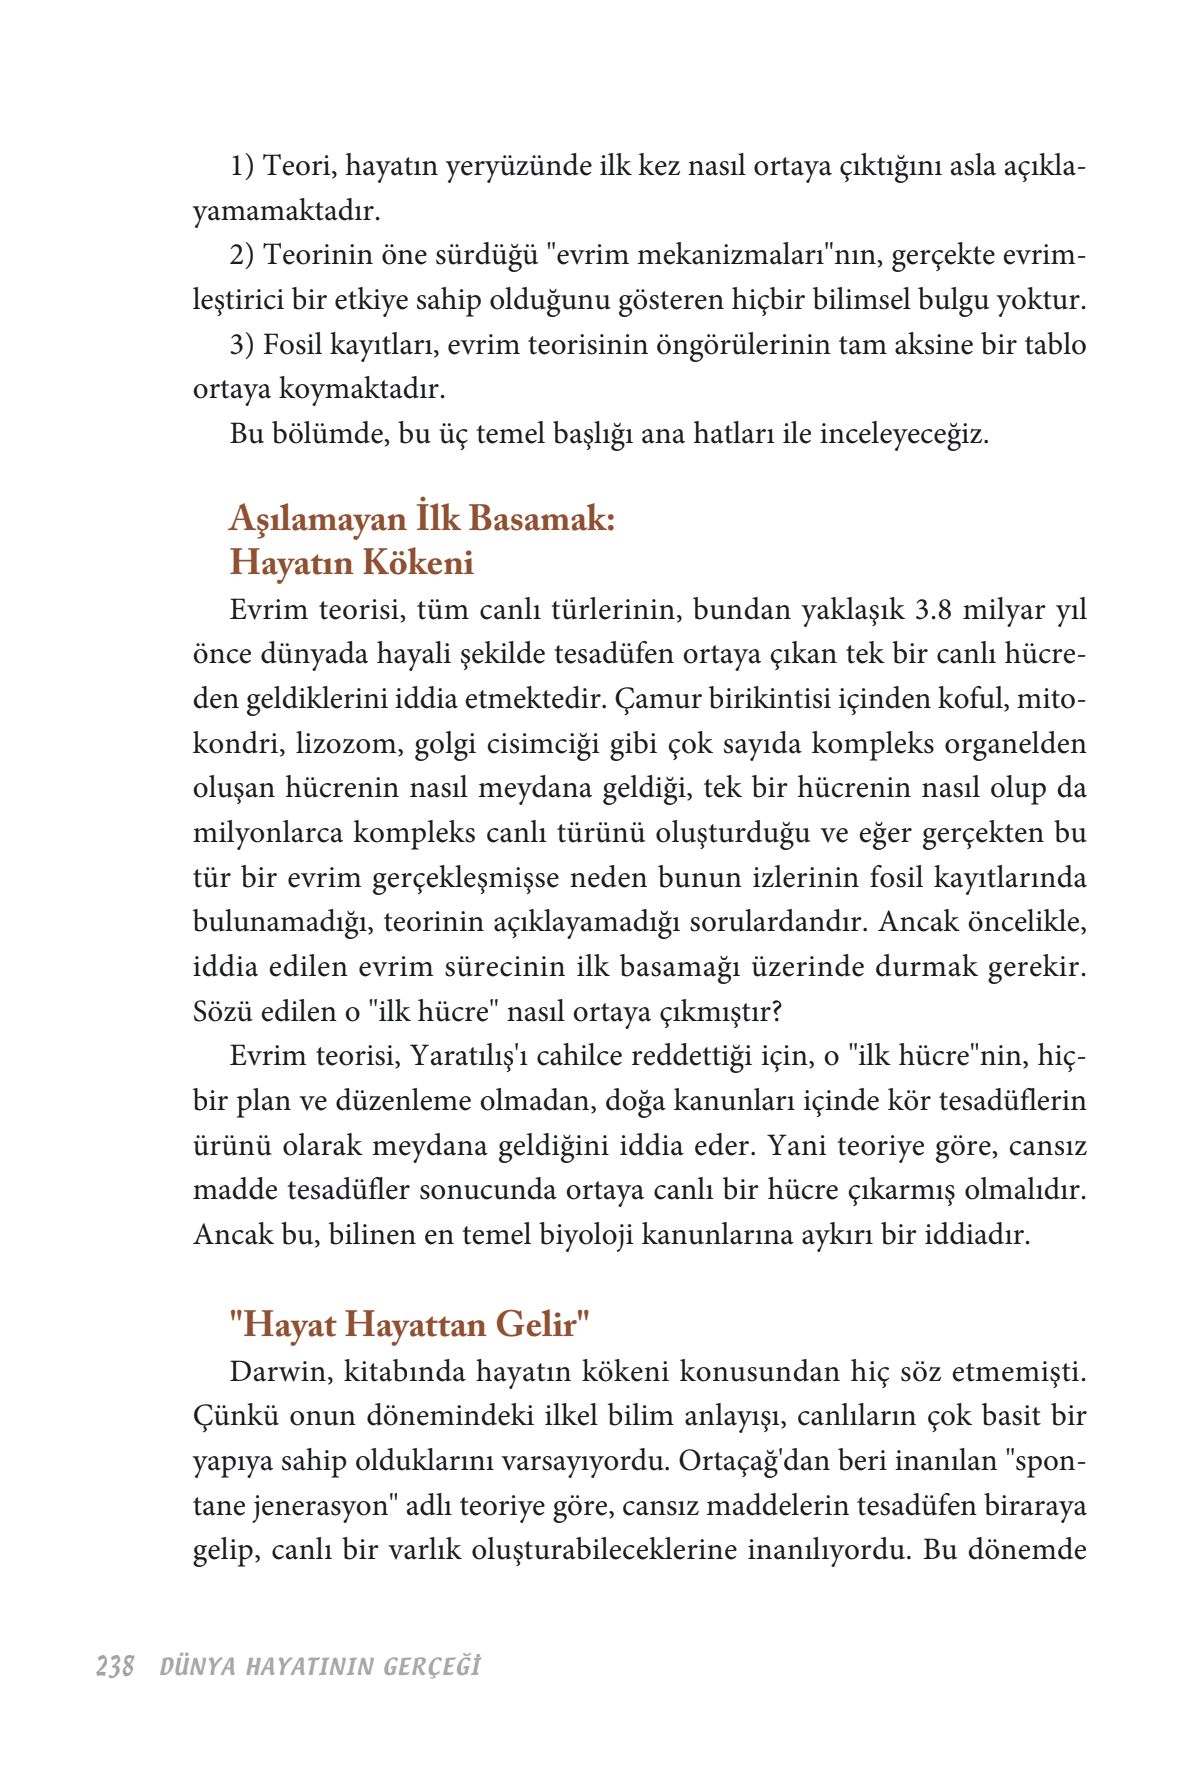 1) Teori, hayatın yeryüzünde ilk kez nasıl ortaya çıktığını asla açıkla-
yamamaktadır.
2) Teorinin öne sürdüğü "evrim mekanizmaları"nın, gerçekte evrim-
leştirici bir etkiye sahip olduğunu gösteren hiçbir bilimsel bulgu yoktur.
3) Fosil kayıtları, evrim teorisinin öngörülerinin tam aksine bir tablo
ortaya koymaktadır.
Bu bölümde, bu üç temel başlığı ana hatları ile inceleyeceğiz.
Aşılamayan İlk Basamak:
Hayatın Kökeni
Evrim teorisi, tüm canlı türlerinin, bundan yaklaşık 3.8 milyar yıl
önce dünyada hayali şekilde tesadüfen ortaya çıkan tek bir canlı hücre-
den geldiklerini iddia etmektedir. Çamur birikintisi içinden koful, mito-
kondri, lizozom, golgi cisimciği gibi çok sayıda kompleks organelden
oluşan hücrenin nasıl meydana geldiği, tek bir hücrenin nasıl olup da
milyonlarca kompleks canlı türünü oluşturduğu ve eğer gerçekten bu
tür bir evrim gerçekleşmişse neden bunun izlerinin fosil kayıtlarında
bulunamadığı, teorinin açıklayamadığı sorulardandır. Ancak öncelikle,
iddia edilen evrim sürecinin ilk basamağı üzerinde durmak gerekir.
Sözü edilen o "ilk hücre" nasıl ortaya çıkmıştır?
Evrim teorisi, Yaratılış'ı cahilce reddettiği için, o "ilk hücre"nin, hiç-
bir plan ve düzenleme olmadan, doğa kanunları içinde kör tesadüflerin
ürünü olarak meydana geldiğini iddia eder. Yani teoriye göre, cansız
madde tesadüfler sonucunda ortaya canlı bir hücre çıkarmış olmalıdır.
Ancak bu, bilinen en temel biyoloji kanunlarına aykırı bir iddiadır.
"Hayat Hayattan Gelir"
Darwin, kitabında hayatın kökeni konusundan hiç söz etmemişti.
Çünkü onun dönemindeki ilkel bilim anlayışı, canlıların çok basit bir
yapıya sahip olduklarını varsayıyordu. Ortaçağ'dan beri inanılan "spon-
tane jenerasyon" adlı teoriye göre, cansız maddelerin tesadüfen biraraya
gelip, canlı bir varlık oluşturabileceklerine inanılıyordu. Bu dönemde
238 DÜNYA HAYATININ GERÇEĞİ